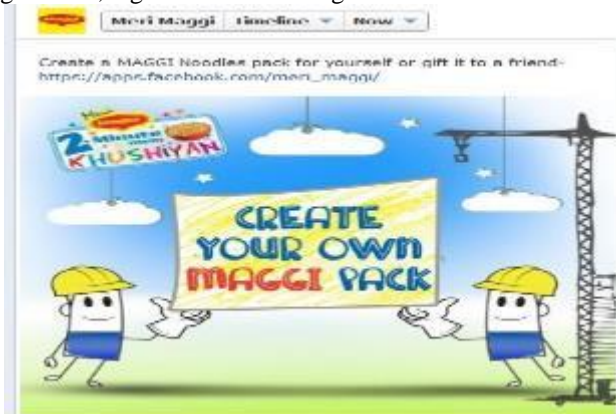 Meri Maggi Timeline Now
Create a MAGGI Noodles pack for yourself or gift it to a friend-
https://apps.facebook.com/meri_maggi/
2 Minute mein
KHUSHIYAN
CREATE
YOUR OWN
MAGGI PACK